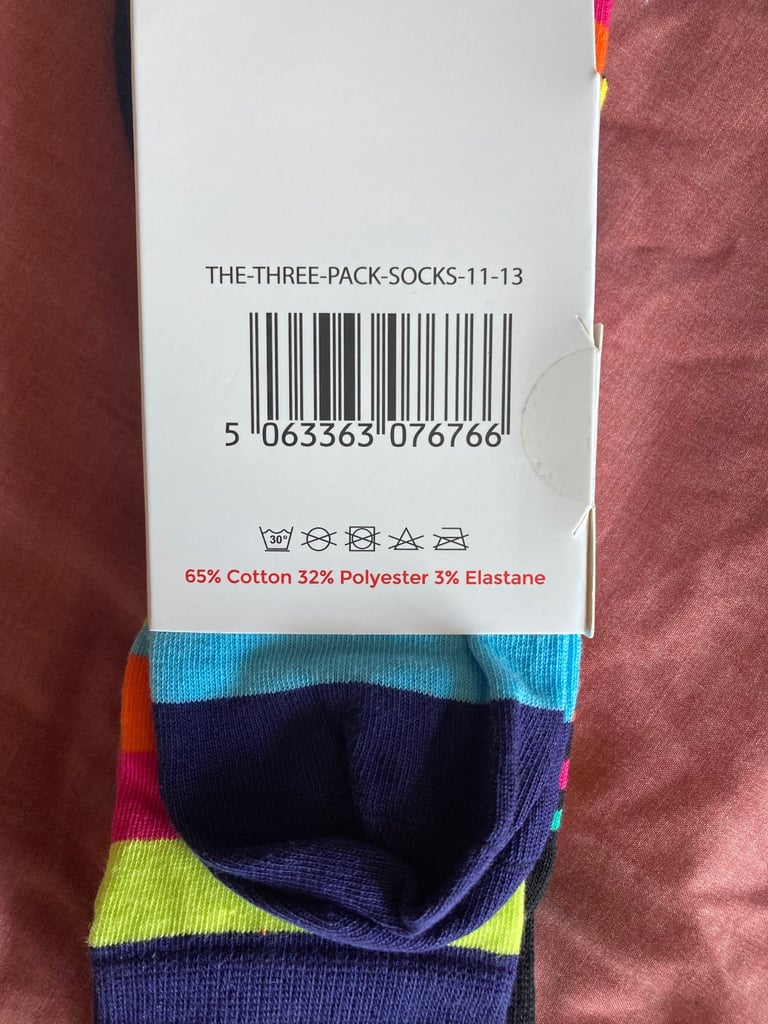 THE-THREE-PACK-SOCKS-11-13
5 063363 076766
30°
65% Cotton 32% Polyester 3% Elastane